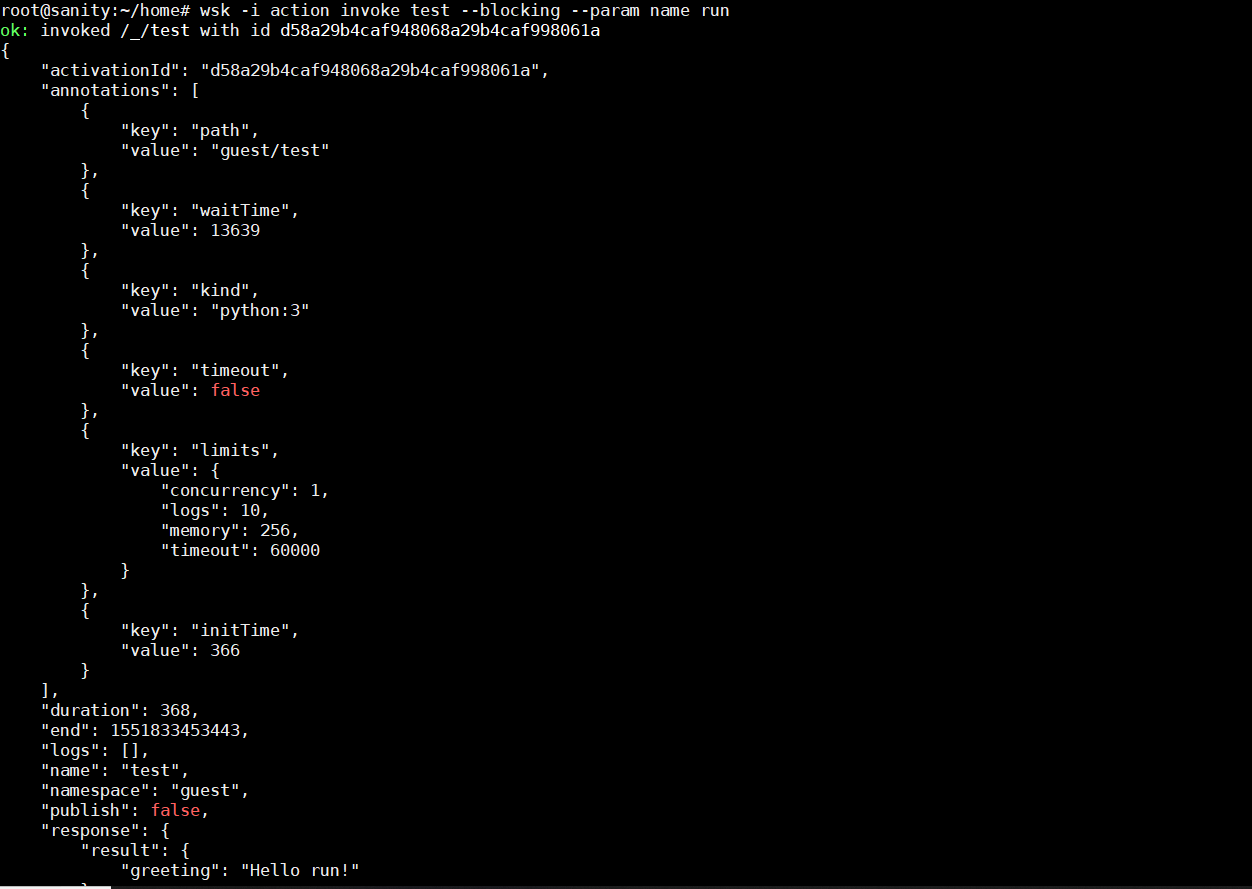 root@sanity:~/home# wsk -i action invoke test --blocking --param name run
ok: invoked /_/test with id d58a29b4caf948068a29b4caf998061a
{
    "activationId": "d58a29b4caf948068a29b4caf998061a",
    "annotations": [
        {
            "key": "path",
            "value": "guest/test"
        },
        {
            "key": "waitTime",
            "value": 13639
        },
        {
            "key": "kind",
            "value": "python:3"
        },
        {
            "key": "timeout",
            "value": false
        },
        {
            "key": "limits",
            "value": {
                "concurrency": 1,
                "logs": 10,
                "memory": 256,
                "timeout": 60000
            }
        },
        {
            "key": "initTime",
            "value": 366
        }
    ],
    "duration": 368,
    "end": 1551833453443,
    "logs": [],
    "name": "test",
    "namespace": "guest",
    "publish": false,
    "response": {
        "result": {
            "greeting": "Hello run!"